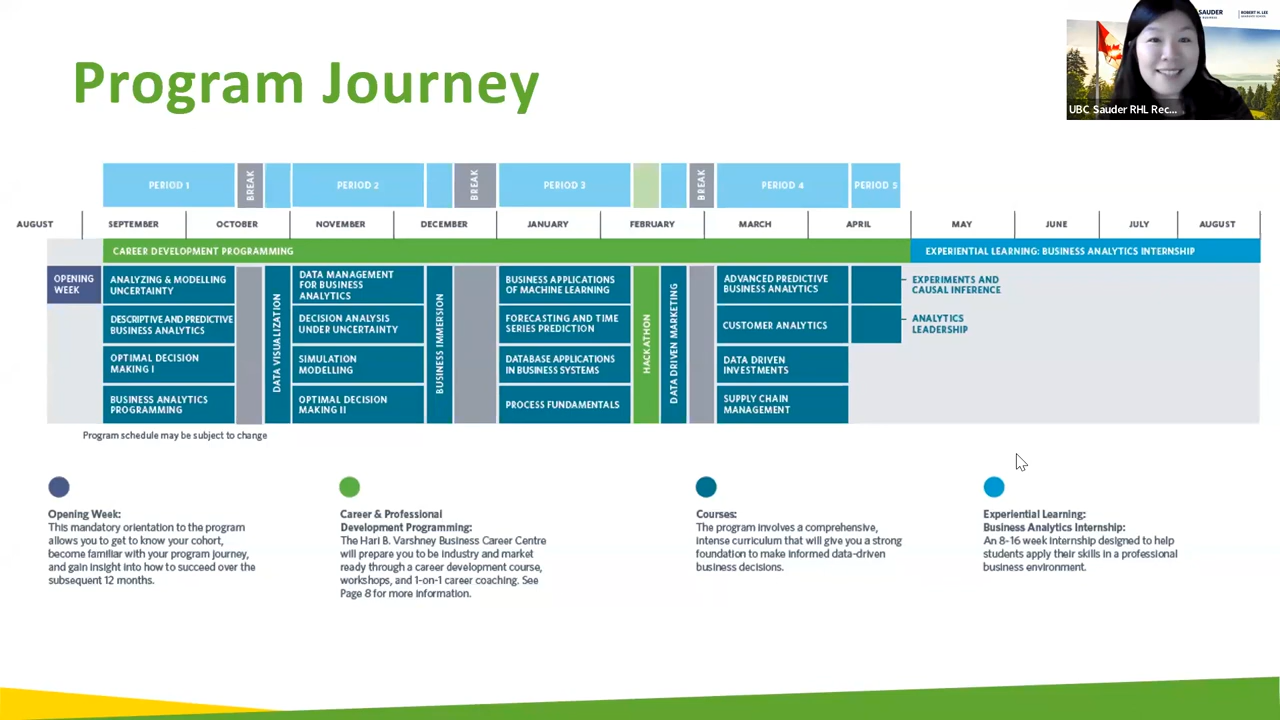 SAUDER
ROBERT H. LEE
UBC Sauder RHL Rec...
Program Journey
PERIOD 1
BREAK
PERIOD 2
BREAK
PERIOD 3
BREAK
PERIOD 4
PERIOD 5
AUGUST
SEPTEMBER
OCTOBER
NOVEMBER
DECEMBER
JANUARY
FEBRUARY
MARCH
APRIL
MAY
JUNE
JULY
AUGUST
CAREER DEVELOPMENT PROGRAMMING
EXPERIENTIAL LEARNING: BUSINESS ANALYTICS INTERNSHIP
OPENING
WEEK
ANALYZING & MODELLING
UNCERTAINTY
DESCRIPTIVE AND PREDICTIVE
BUSINESS ANALYTICS
OPTIMAL DECISION
MAKING I
BUSINESS ANALYTICS
PROGRAMMING
DATA VISUALIZATION
DATA MANAGEMENT
FOR BUSINESS
ANALYTICS
DECISION ANALYSIS
UNDER UNCERTAINTY
SIMULATION
MODELLING
OPTIMAL DECISION
MAKING II
BUSINESS IMMERSION
BUSINESS APPLICATIONS
OF MACHINE LEARNING
FORECASTING AND TIME
SERIES PREDICTION
DATABASE APPLICATIONS
IN BUSINESS SYSTEMS
PROCESS FUNDAMENTALS
HACKATHON
DATA DRIVEN MARKETING
ADVANCED PREDICTIVE
BUSINESS ANALYTICS
CUSTOMER ANALYTICS
DATA DRIVEN
INVESTMENTS
SUPPLY CHAIN
MANAGEMENT
EXPERIMENTS AND
CAUSAL INFERENCE
ANALYTICS
LEADERSHIP
Program schedule may be subject to change
Opening Week:
This mandatory orientation to the program
allows you to get to know your cohort,
become familiar with your program journey,
and gain insight into how to succeed over the
subsequent 12 months.
Career & Professional
Development Programming:
The Hari B. Varshney Business Career Centre
will prepare you to be industry and market
ready through a career development course,
workshops, and 1-on-1 career coaching. See
Page 8 for more information.
Courses:
The program involves a comprehensive,
intense curriculum that will give you a strong
foundation to make informed data-driven
business decisions.
Experiential Learning:
Business Analytics Internship:
An 8-16 week internship designed to help
students apply their skills in a professional
business environment.